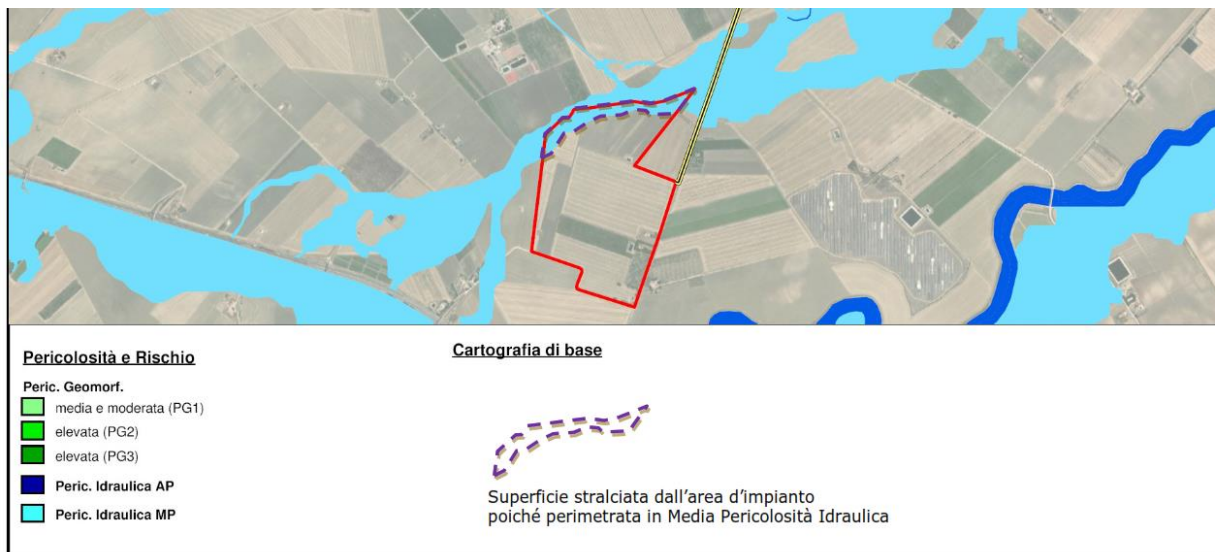 Pericolosità e Rischio
Peric. Geomorf.
media e moderata (PG1)
elevata (PG2)
elevata (PG3)
Peric. Idraulica AP
Peric. Idraulica MP
Cartografia di base
Superficie stralciata dall'area d'impianto
poiché perimetrata in Media Pericolosità Idraulica